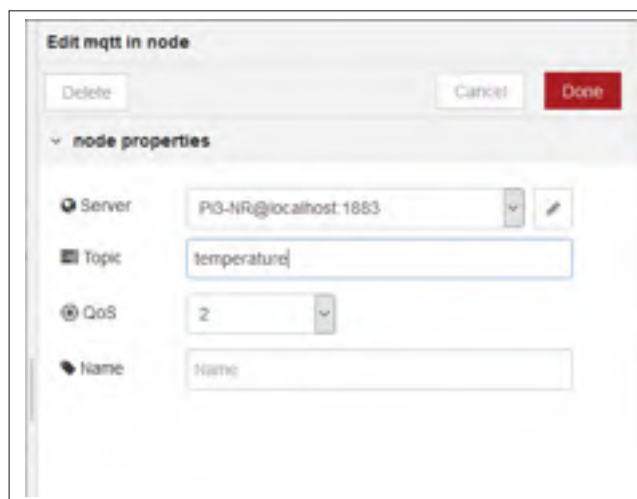 Edit mqtt in node
Delete Cancel Done
node properties
Server PI3-NR@localhost:1883
Topic temperature
QoS 2
Name Name